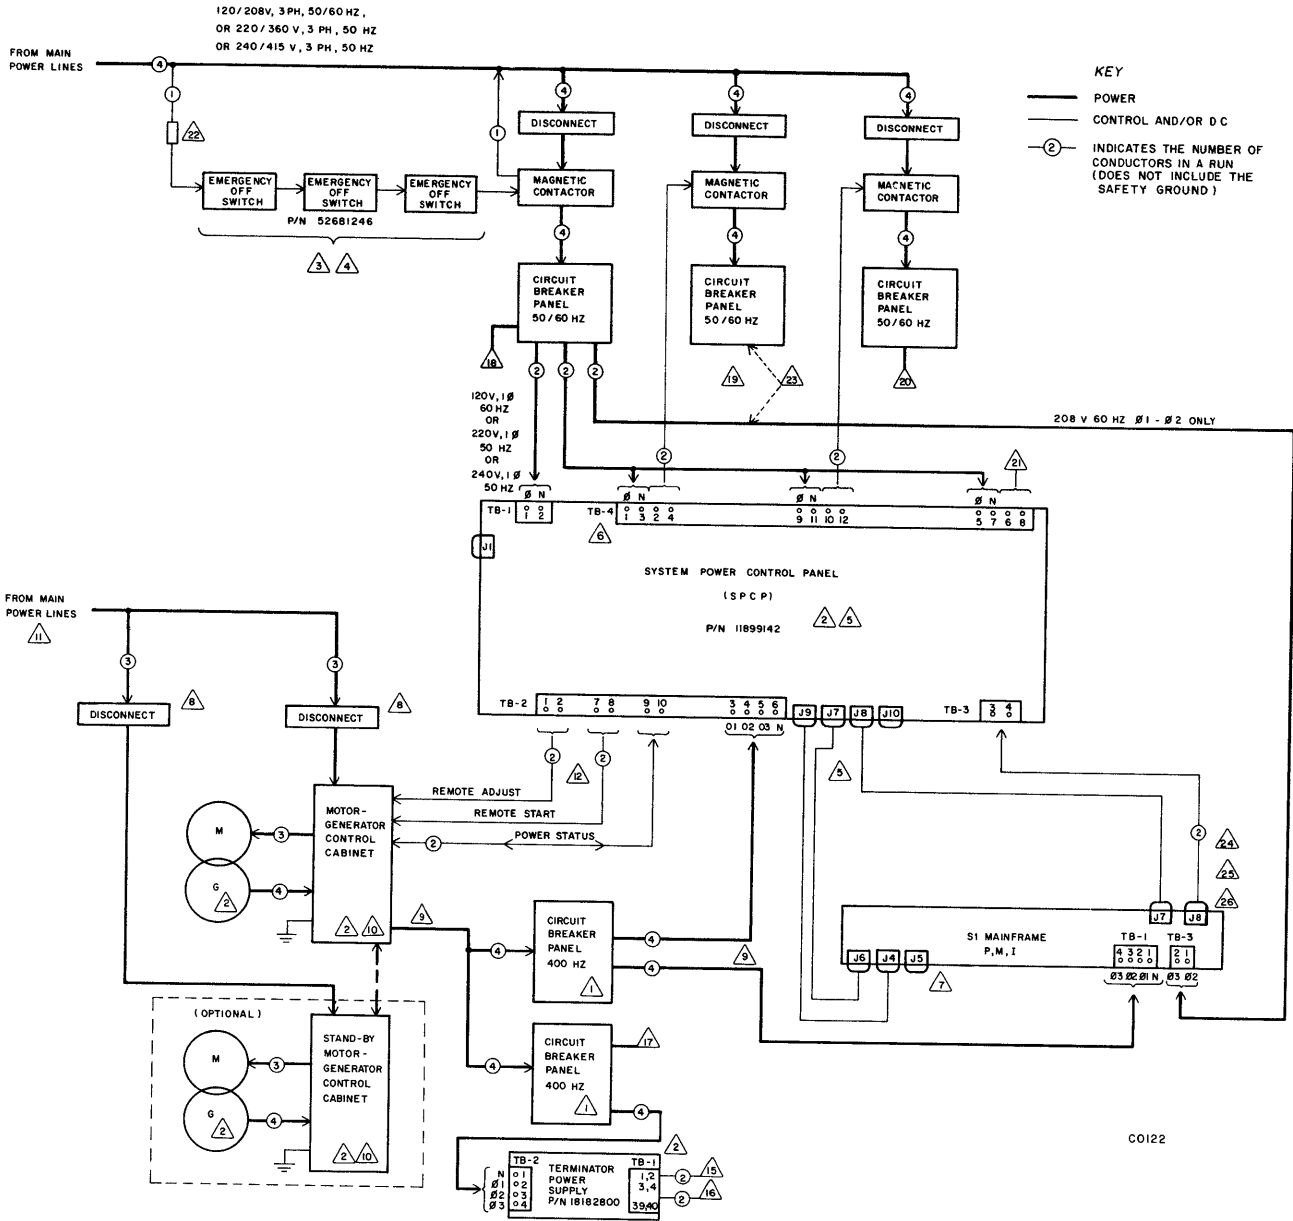 120/208V, 3 PH, 50/60 HZ,
OR 220/360 V, 3 PH, 50 HZ
OR 240/415 V, 3 PH, 50 HZ
FROM MAIN
POWER LINES
4
1
22
EMERGENCY
OFF
SWITCH
EMERGENCY
OFF
SWITCH
EMERGENCY
OFF
SWITCH
P/N 52681246
3 4
1
4
DISCONNECT
MAGNETIC
CONTACTOR
4
CIRCUIT
BREAKER
PANEL
50/60 HZ
4
DISCONNECT
MAGNETIC
CONTACTOR
4
CIRCUIT
BREAKER
PANEL
50/60 HZ
4
DISCONNECT
MAGNETIC
CONTACTOR
4
CIRCUIT
BREAKER
PANEL
50/60 HZ
KEY
POWER
CONTROL AND/OR DC
2
INDICATES THE NUMBER OF
CONDUCTORS IN A RUN
(DOES NOT INCLUDE THE
SAFETY GROUND)
18
2 2 2
19
23
20
120V, 1Ø
60 HZ
OR
220V, 1Ø
50 HZ
OR
240V, 1Ø
50 HZ
208 V 60 HZ Ø1 - Ø2 ONLY
2
2
21
Ø N
Ø N
Ø N
Ø N
TB-1
1 2
TB-4
1 3 2 4
9 11 10 12
5 7 6 8
6
J1
SYSTEM POWER CONTROL PANEL
(SPCP)
2 5
P/N 11899142
TB-2
1 2
7 8
9 10
3 4 5 6
01 02 03 N
J9 J7 J8 J10
TB-3
3 4
FROM MAIN
POWER LINES
11
3
3
DISCONNECT
8
DISCONNECT
8
2
2
12
5
REMOTE ADJUST
REMOTE START
2
POWER STATUS
M
3
G
2
4
MOTOR-
GENERATOR
CONTROL
CABINET
2 10
9
4
CIRCUIT
BREAKER
PANEL
400 HZ
1
4
4
9
2
24
25
26
J7 J8
S1 MAINFRAME
P, M, I
TB-1
4 3 2 1
Ø3 Ø2 Ø1 N
TB-3
2 1
Ø3 Ø2
J6 J4 J5
7
(OPTIONAL)
M
3
G
2
4
STAND-BY
MOTOR-
GENERATOR
CONTROL
CABINET
2 10
4
CIRCUIT
BREAKER
PANEL
400 HZ
1
17
4
2
N
Ø1
Ø2
Ø3
TB-2
1
2
3
4
TERMINATOR
POWER
SUPPLY
P/N 18182800
TB-1
1,2
3,4
39,40
2
15
2
16
C0122